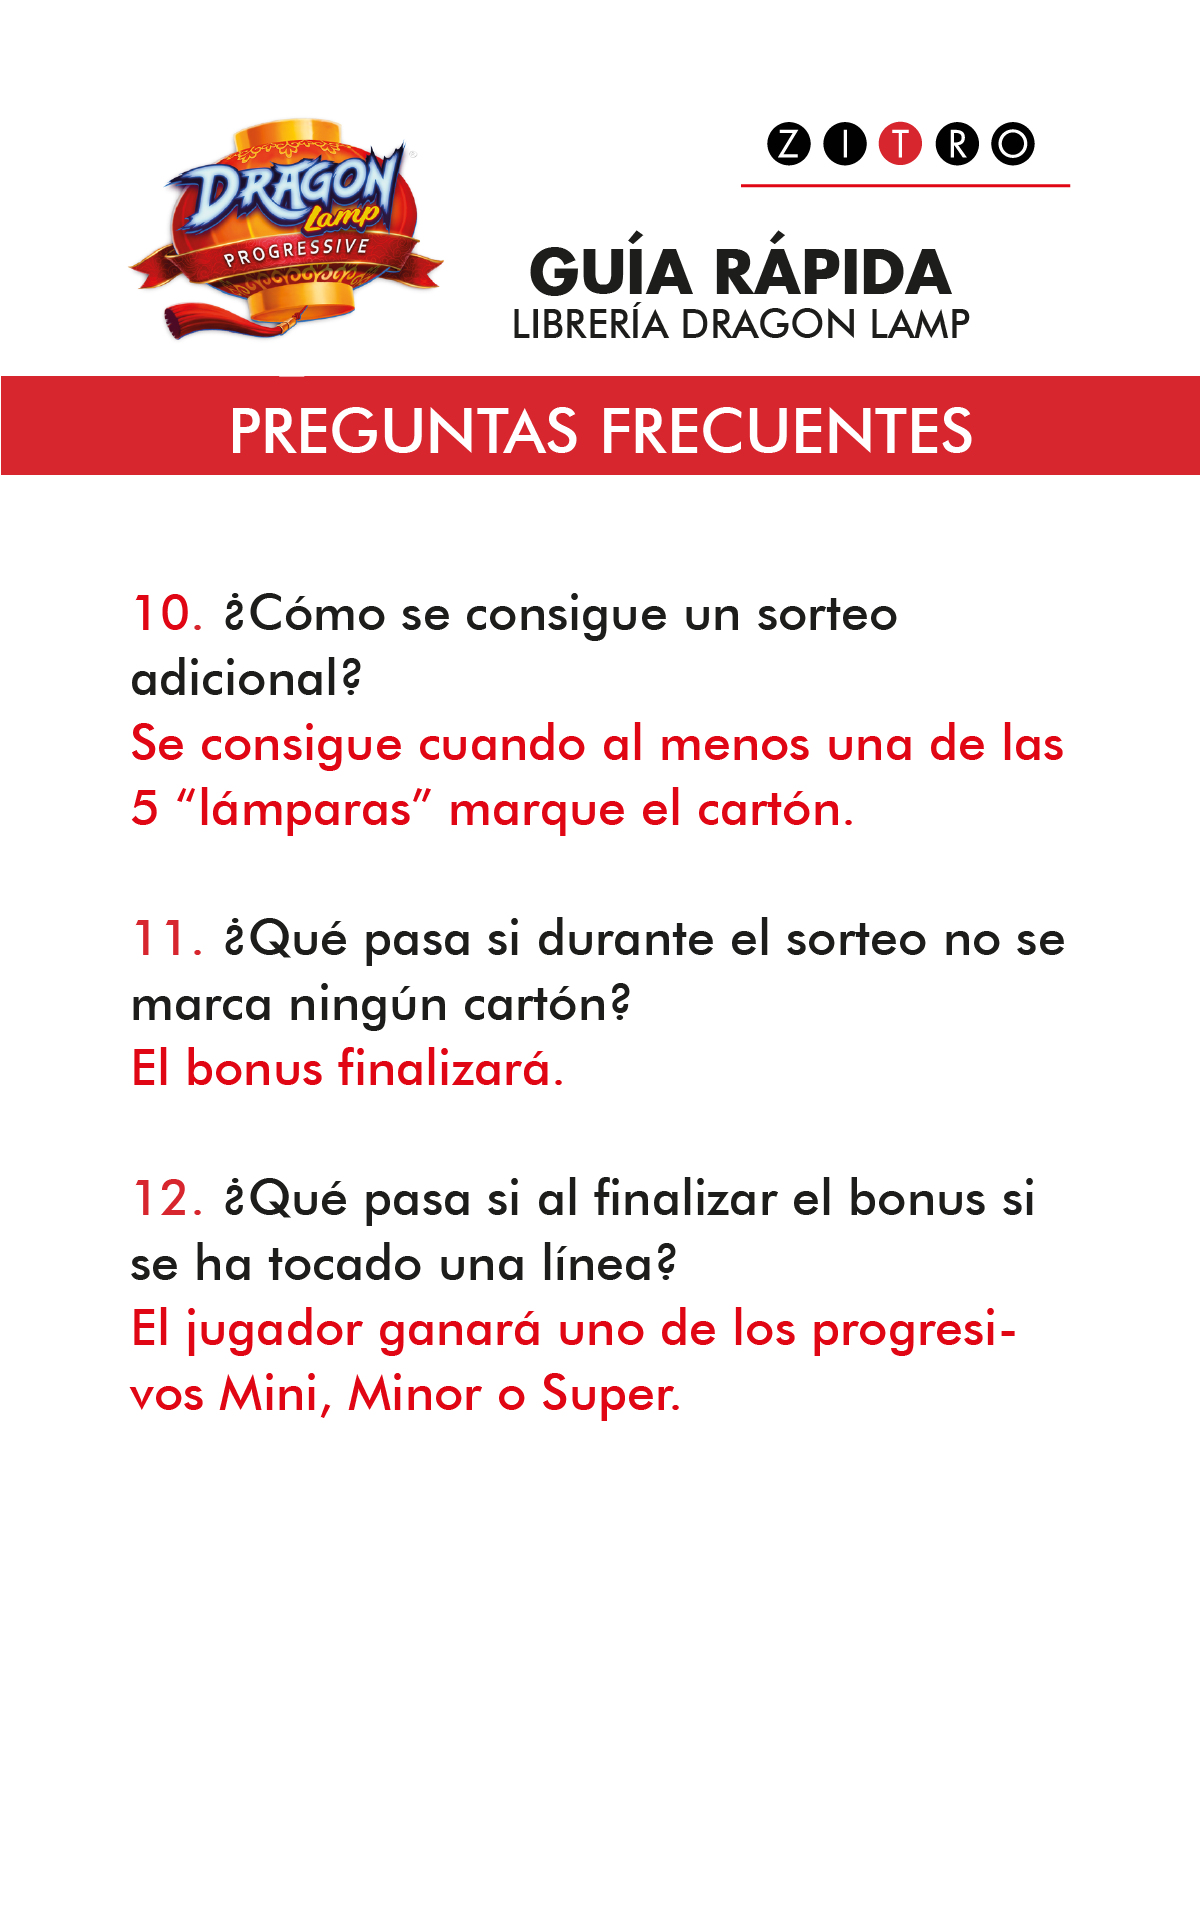 DRAGON
Lamp
PROGRESSIVE
ZITRO
GUÍA RÁPIDA
LIBRERÍA DRAGON LAMP
PREGUNTAS FRECUENTES
10. ¿Cómo se consigue un sorteo
adicional?
Se consigue cuando al menos una de las
5 “lámparas” marque el cartón.
11. ¿Qué pasa si durante el sorteo no se
marca ningún cartón?
El bonus finalizará.
12. ¿Qué pasa si al finalizar el bonus si
se ha tocado una línea?
El jugador ganará uno de los progresi-
vos Mini, Minor o Super.